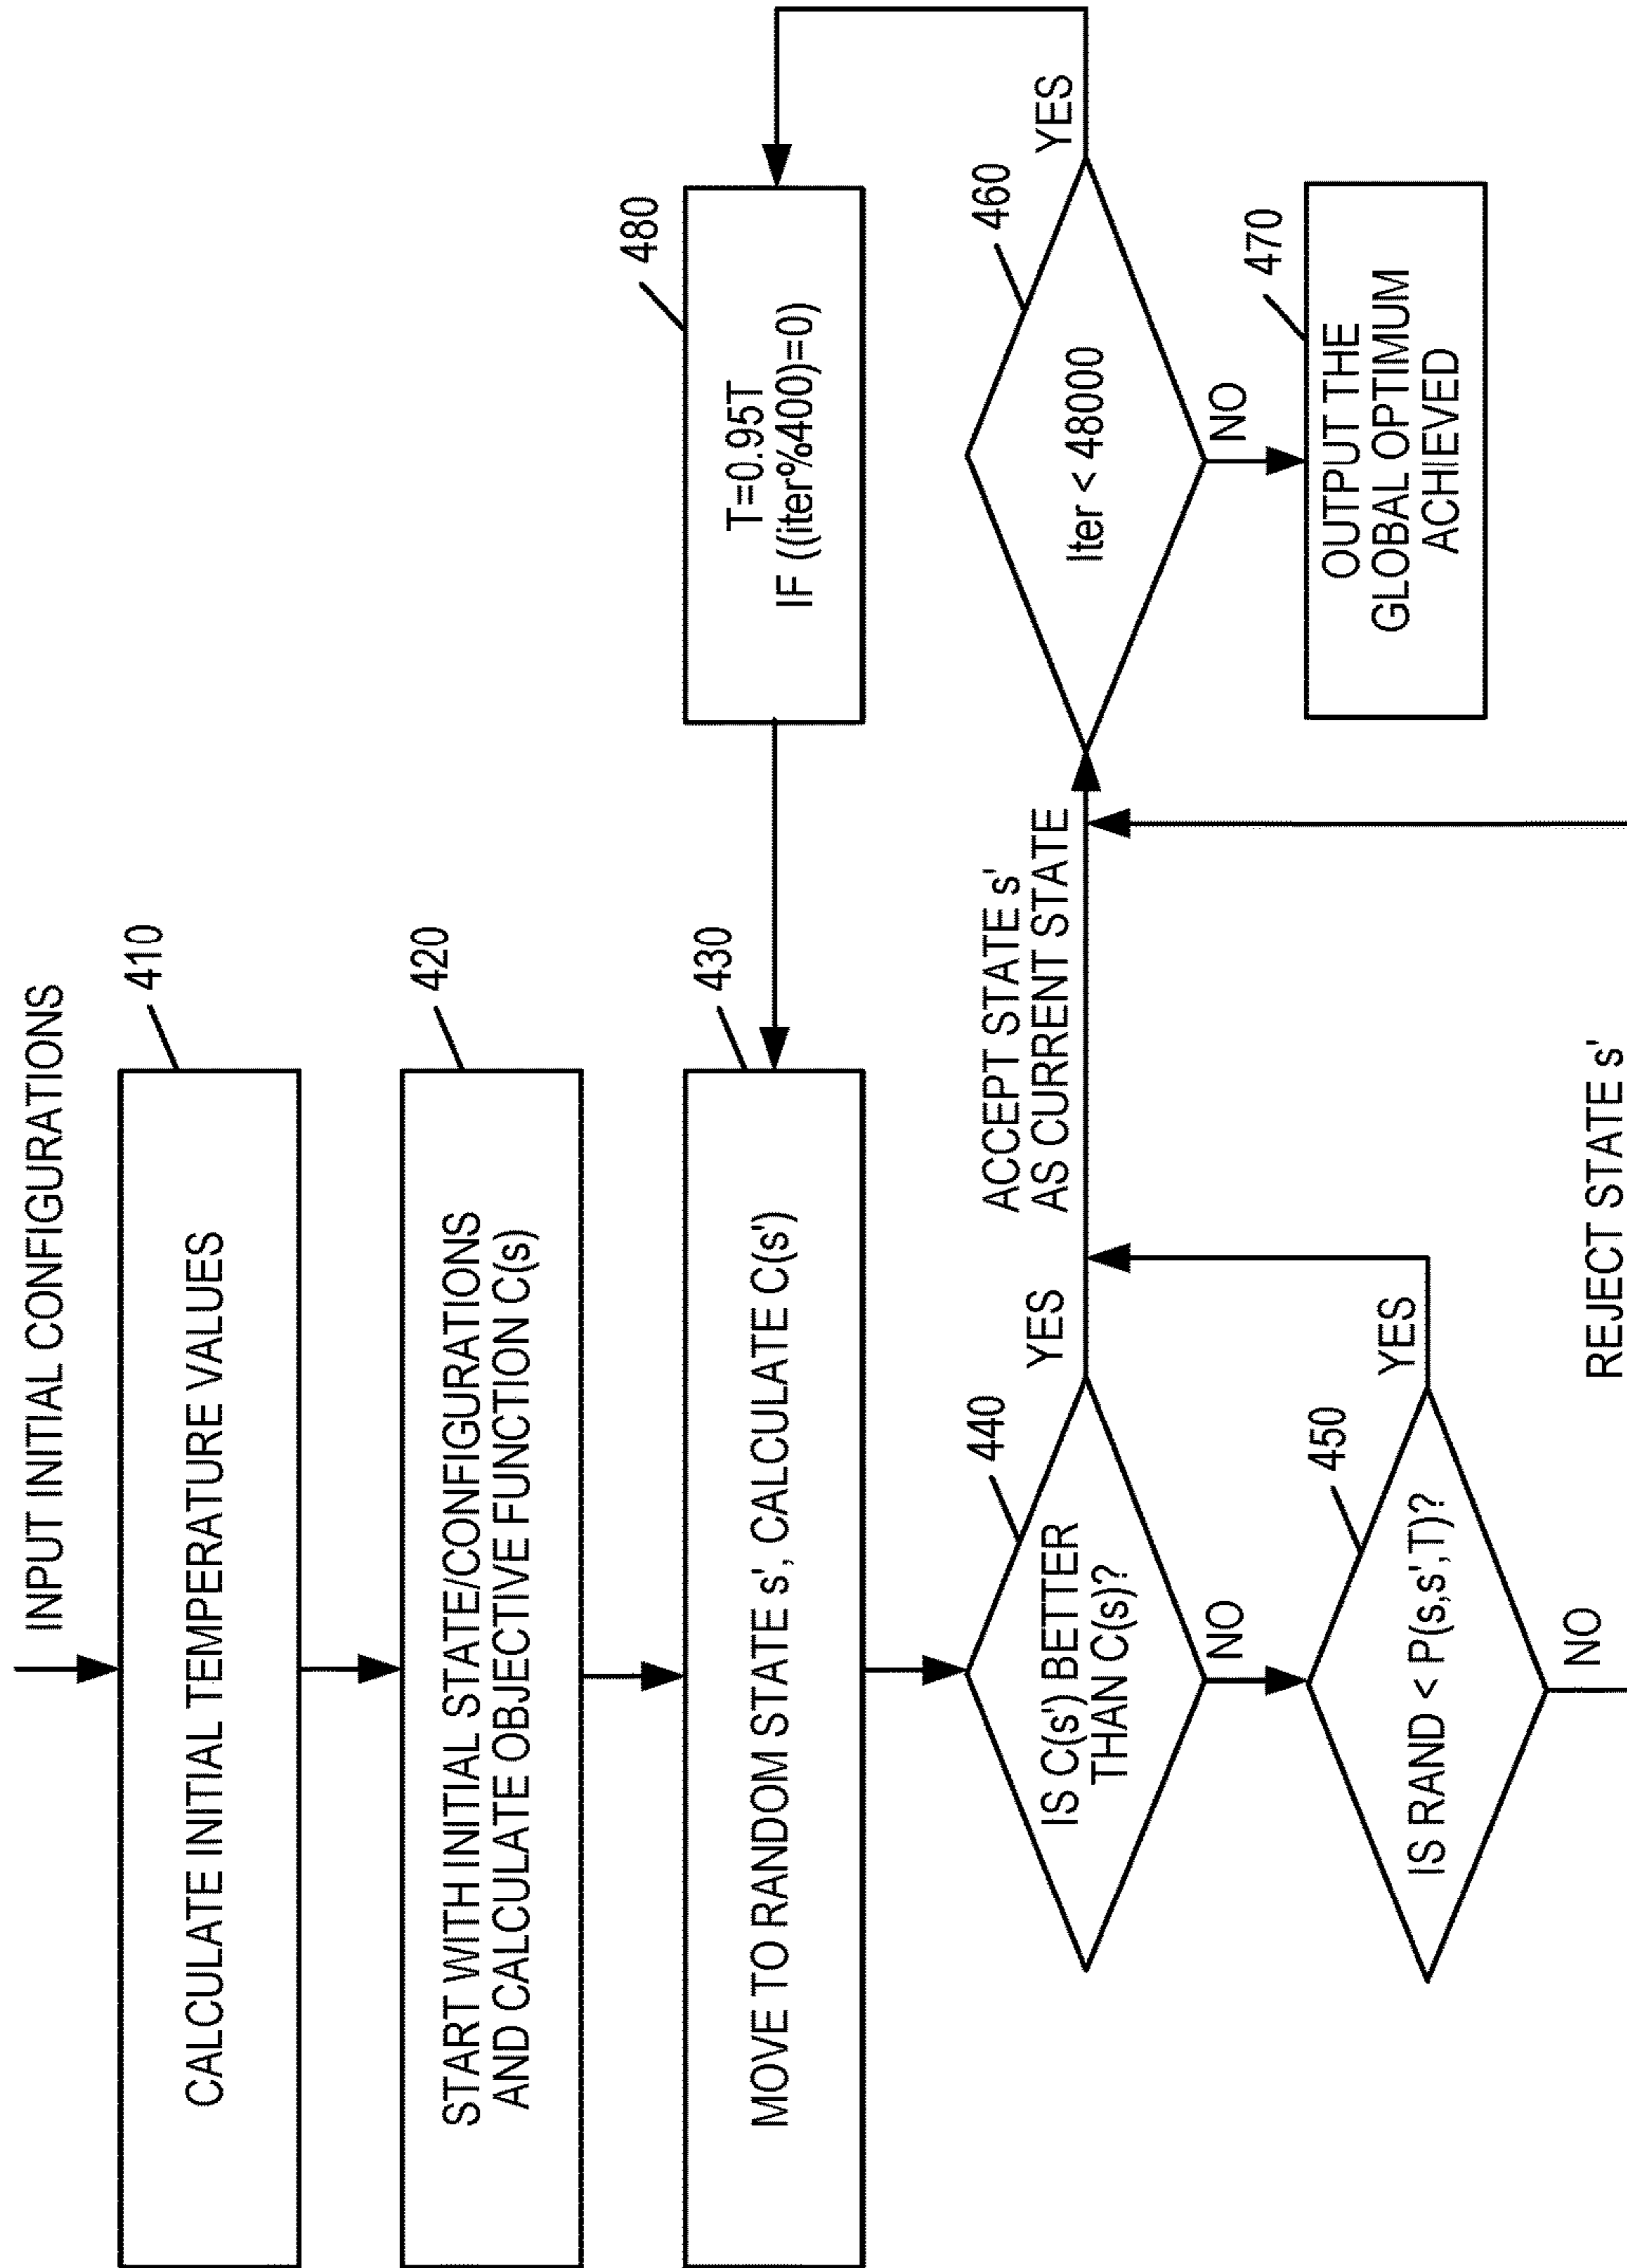 INPUT INITIAL CONFIGURATIONS
410
CALCULATE INITIAL TEMPERATURE VALUES
420
START WITH INITIAL STATE/CONFIGURATIONS
AND CALCULATE OBJECTIVE FUNCTION C(s)
430
MOVE TO RANDOM STATE s', CALCULATE C(s')
480
T=0.95T
IF ((iter%400)=0)
440
IS C(s') BETTER
THAN C(s)?
YES
NO
ACCEPT STATE s'
AS CURRENT STATE
460
Iter < 48000
YES
NO
450
IS RAND < P(s,s',T)?
YES
NO
470
OUTPUT THE
GLOBAL OPTIMUM
ACHIEVED
REJECT STATE s'